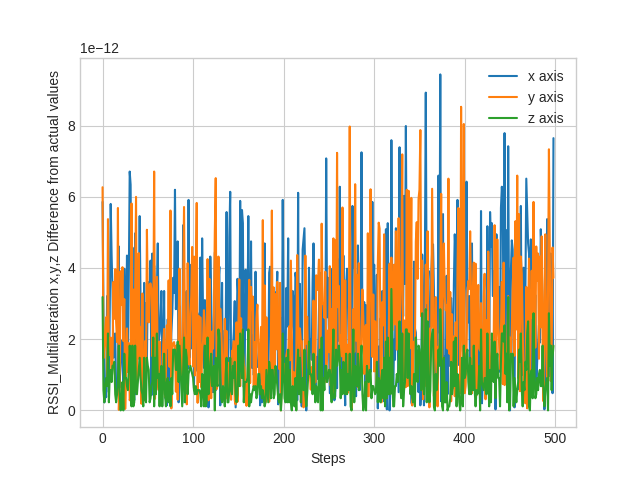 1e−12
RSSI_Multilateration x,y,z Difference from actual values
8
6
4
2
0
x axis
y axis
z axis
0 100 200 300 400 500
Steps